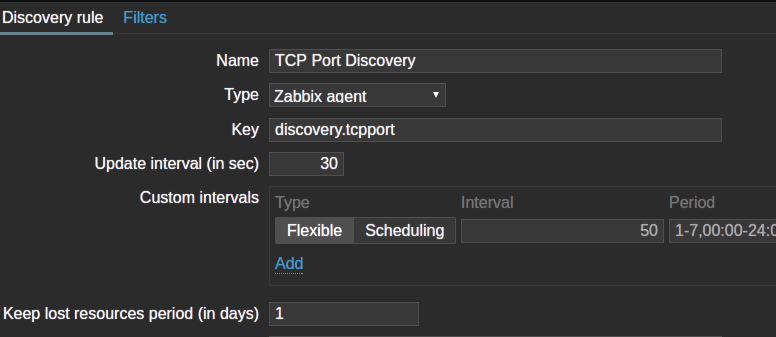 Discovery rule Filters
Name TCP Port Discovery
Type Zabbix agent
Key discovery.tcpport
Update interval (in sec) 30
Custom intervals Type Interval Period
Flexible Scheduling 50 1-7,00:00-24:0
Add
Keep lost resources period (in days) 1